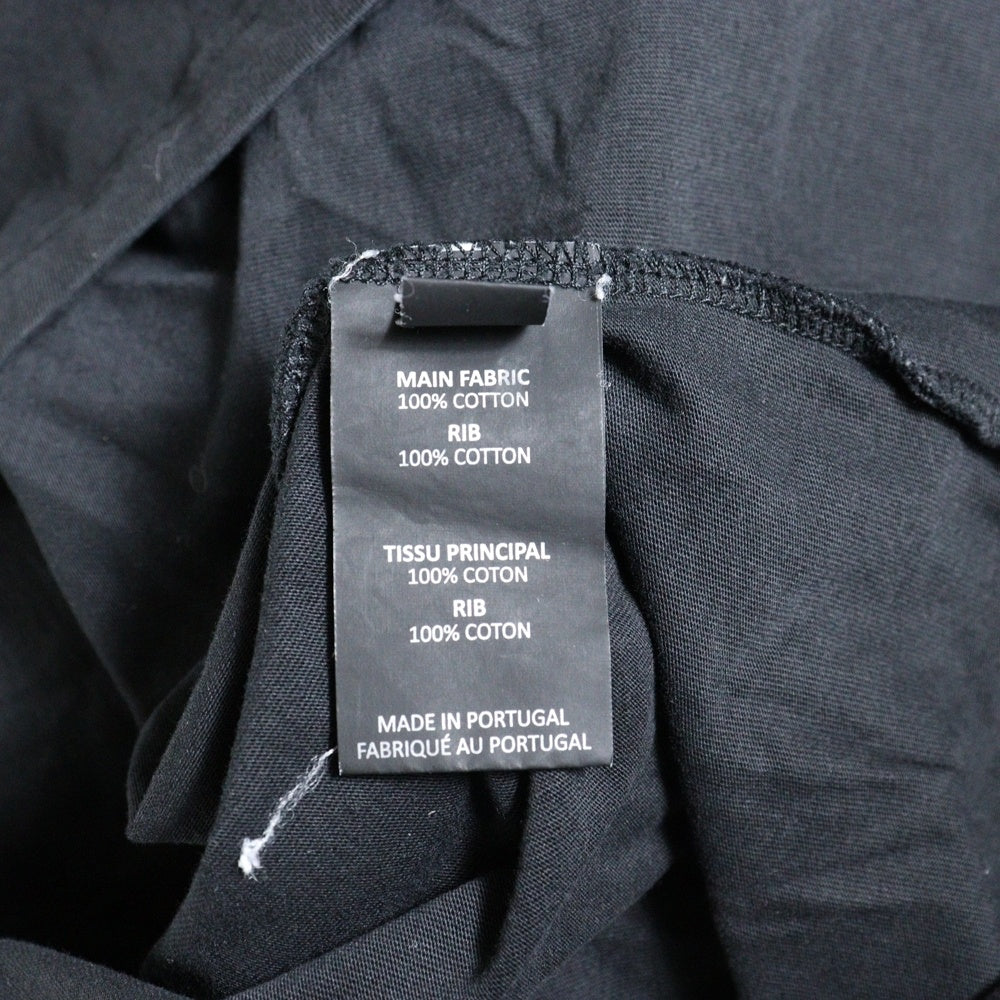 MAIN FABRIC
100% COTTON
RIB
100% COTTON
TISSU PRINCIPAL
100% COTON
RIB
100% COTON
MADE IN PORTUGAL
FABRIQUÉ AU PORTUGAL